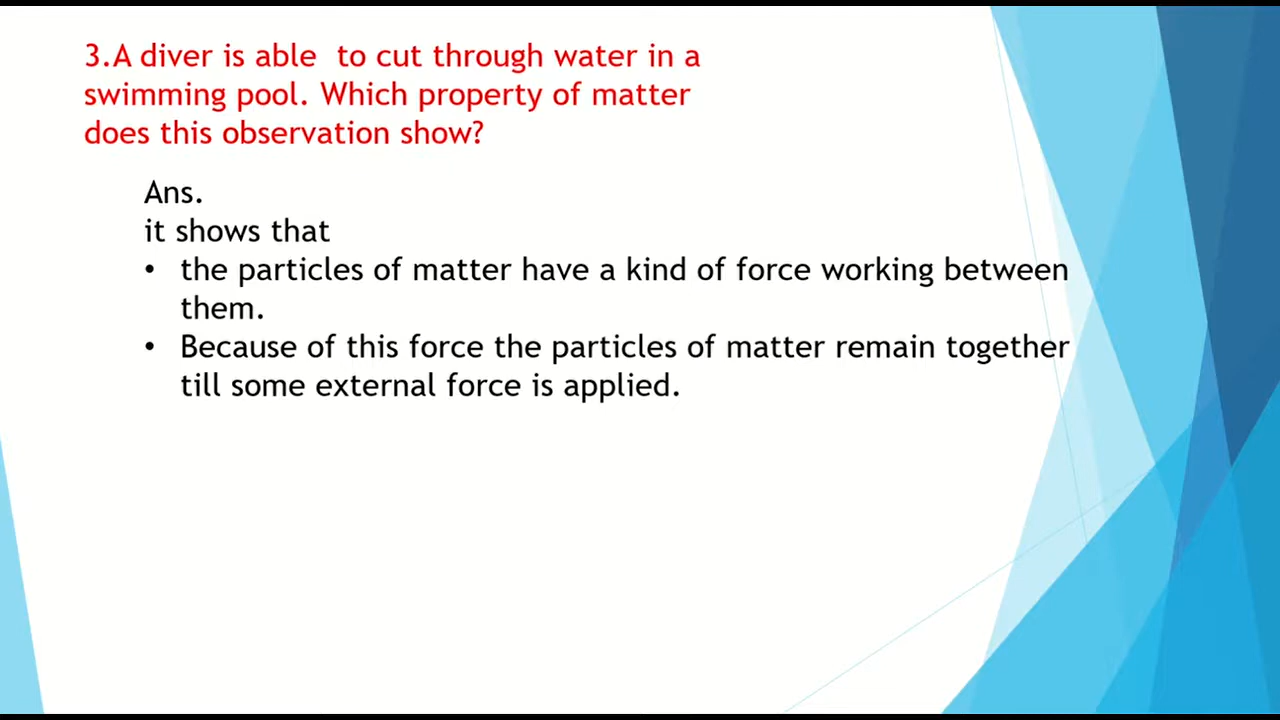 3.A diver is able  to cut through water in a
swimming pool. Which property of matter
does this observation show?
Ans.
it shows that
• the particles of matter have a kind of force working between
them.
• Because of this force the particles of matter remain together
till some external force is applied.